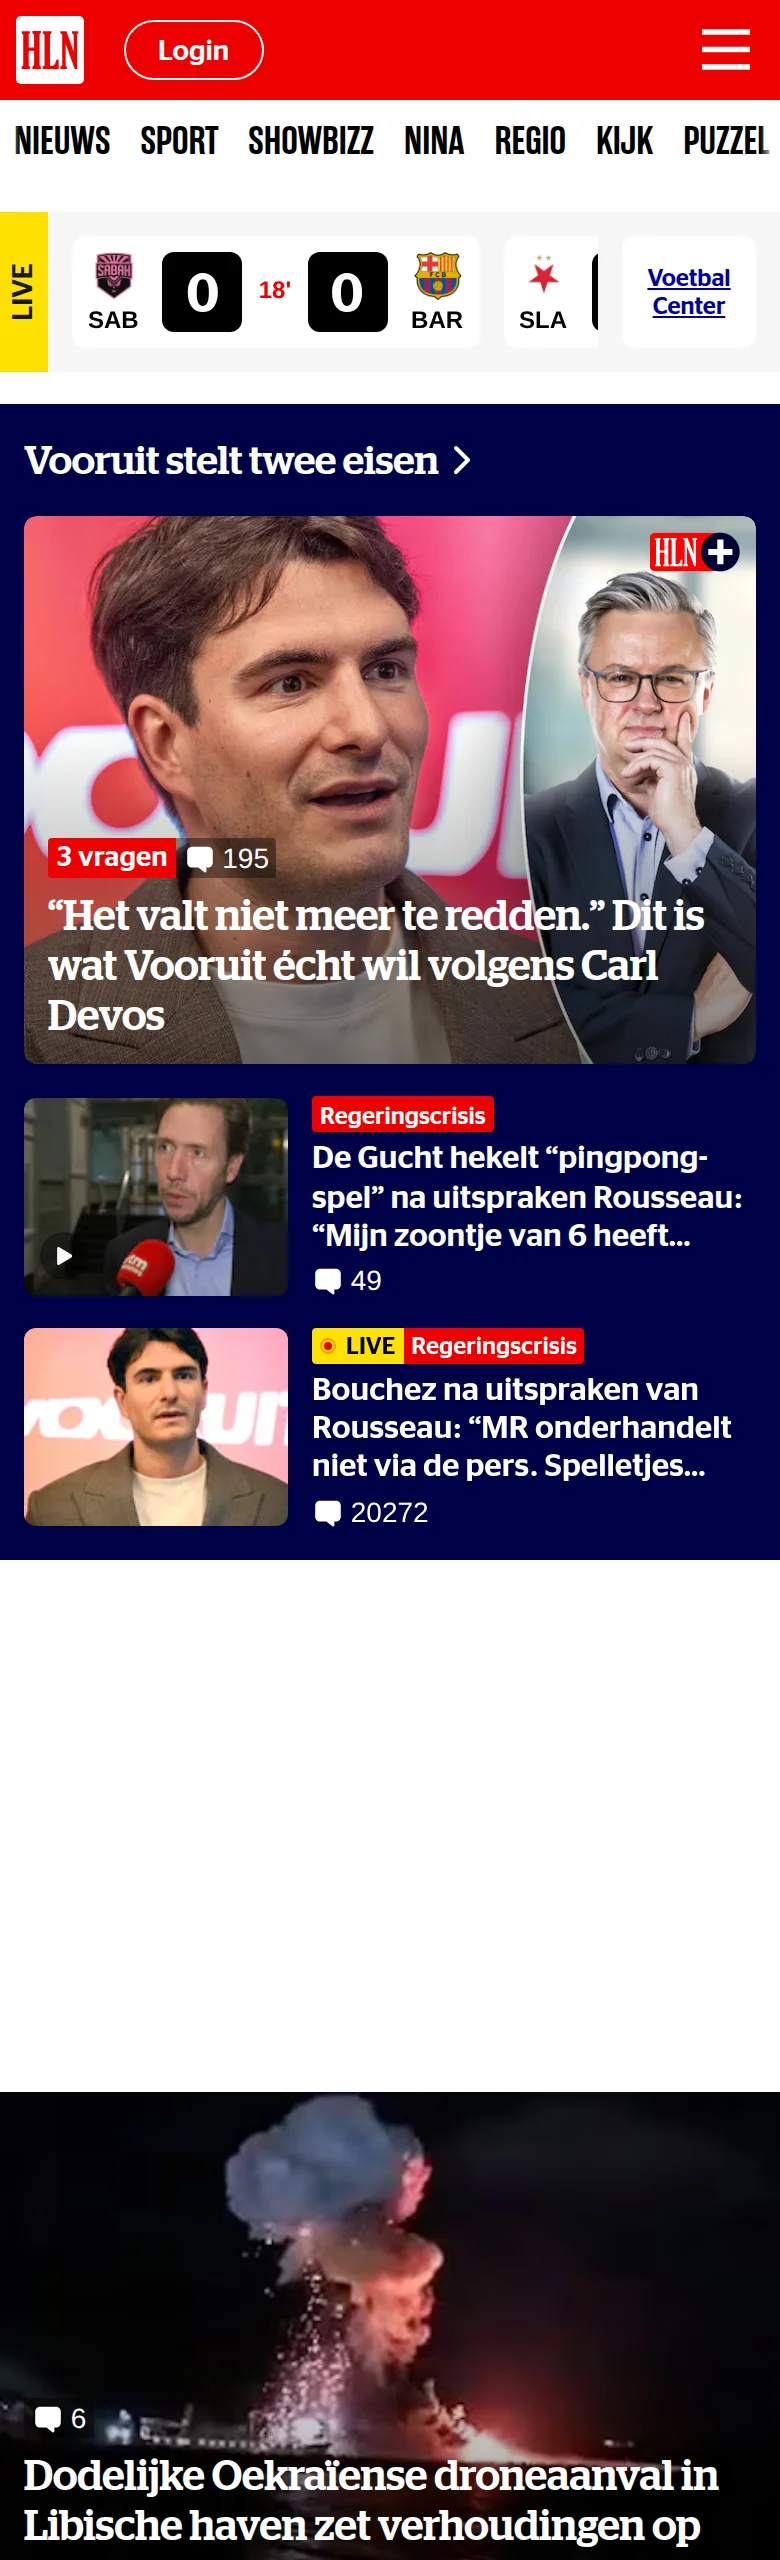 HLN
Login
NIEUWS SPORT SHOWBIZZ NINA REGIO KIJK PUZZEL
LIVE
SABAH
SAB
0
18'
0
FCB
BAR
SLA
Voetbal
Center
Vooruit stelt twee eisen
HLN+
3 vragen
195
“Het valt niet meer te redden.” Dit is
wat Vooruit écht wil volgens Carl
Devos
Regeringscrisis
De Gucht hekelt “pingpong-
spel” na uitspraken Rousseau:
“Mijn zoontje van 6 heeft...
49
LIVE Regeringscrisis
Bouchez na uitspraken van
Rousseau: “MR onderhandelt
niet via de pers. Spelletjes...
20272
6
Dodelijke Oekraïense droneaanval in
Libische haven zet verhoudingen op